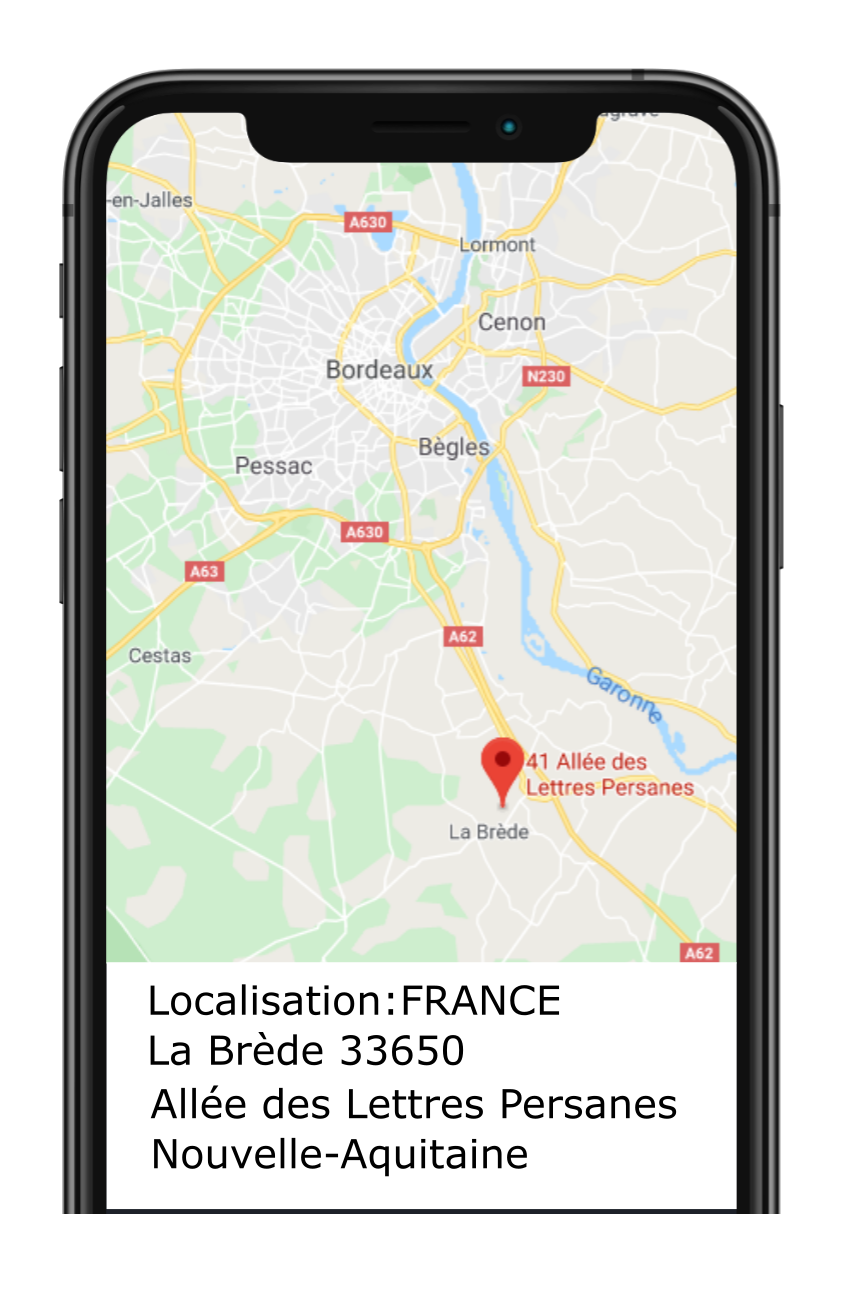 -en-Jalles
A630
Lormont
Cenon
Bordeaux
N230
Bègles
Pessac
A630
A63
A62
Cestas
Garonne
41 Allée des
Lettres Persanes
La Brède
A62
Localisation:FRANCE
La Brède 33650
Allée des Lettres Persanes
Nouvelle-Aquitaine